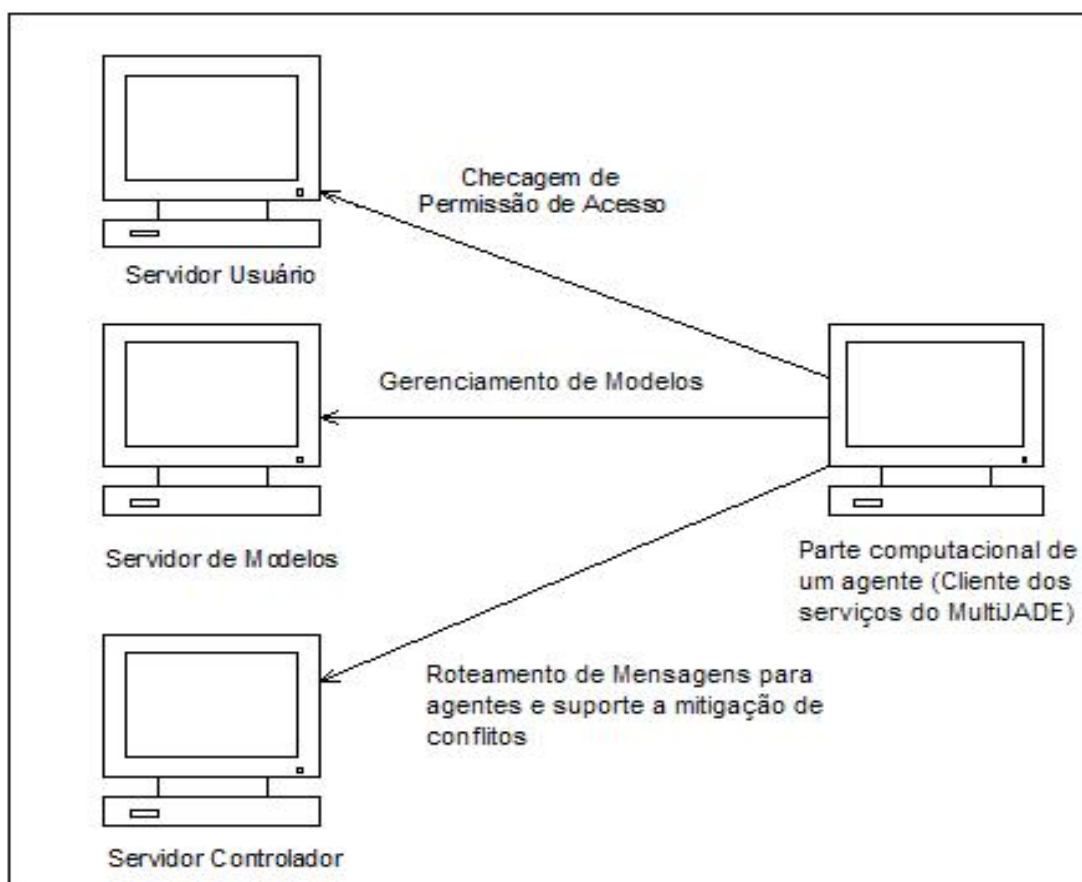 Checagem de
Permissão de Acesso
Servidor Usuário
Gerenciamento de Modelos
Servidor de Modelos
Parte computacional de
um agente (Cliente dos
serviços do MultiJADE)
Roteamento de Mensagens para
agentes e suporte a mitigação de
conflitos
Servidor Controlador